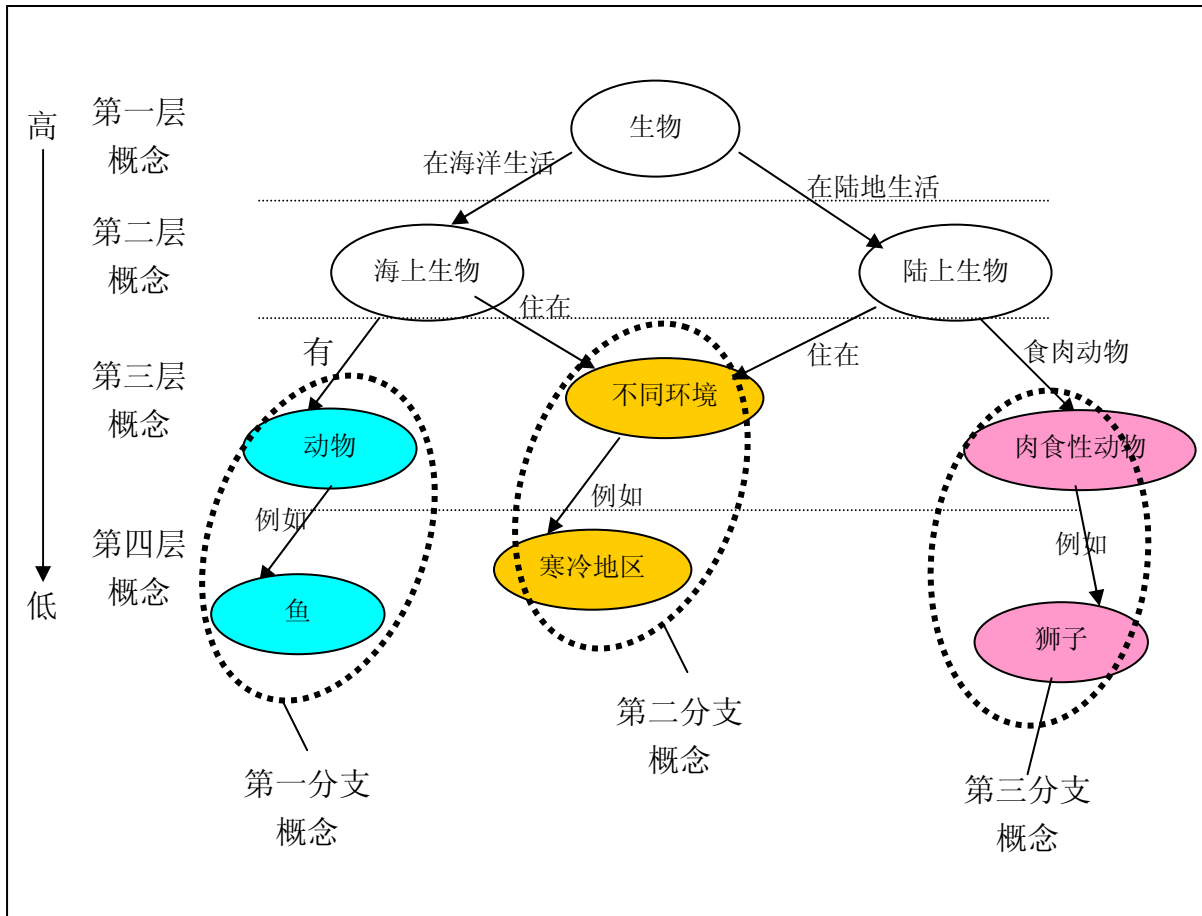 高
第一层
概念
生物
在海洋生活
在陆地生活
第二层
概念
海上生物
陆上生物
住在
住在
有
食肉动物
第三层
概念
不同环境
动物
肉食性动物
例如
例如
例如
第四层
概念
低
寒冷地区
鱼
狮子
第一分支
概念
第二分支
概念
第三分支
概念